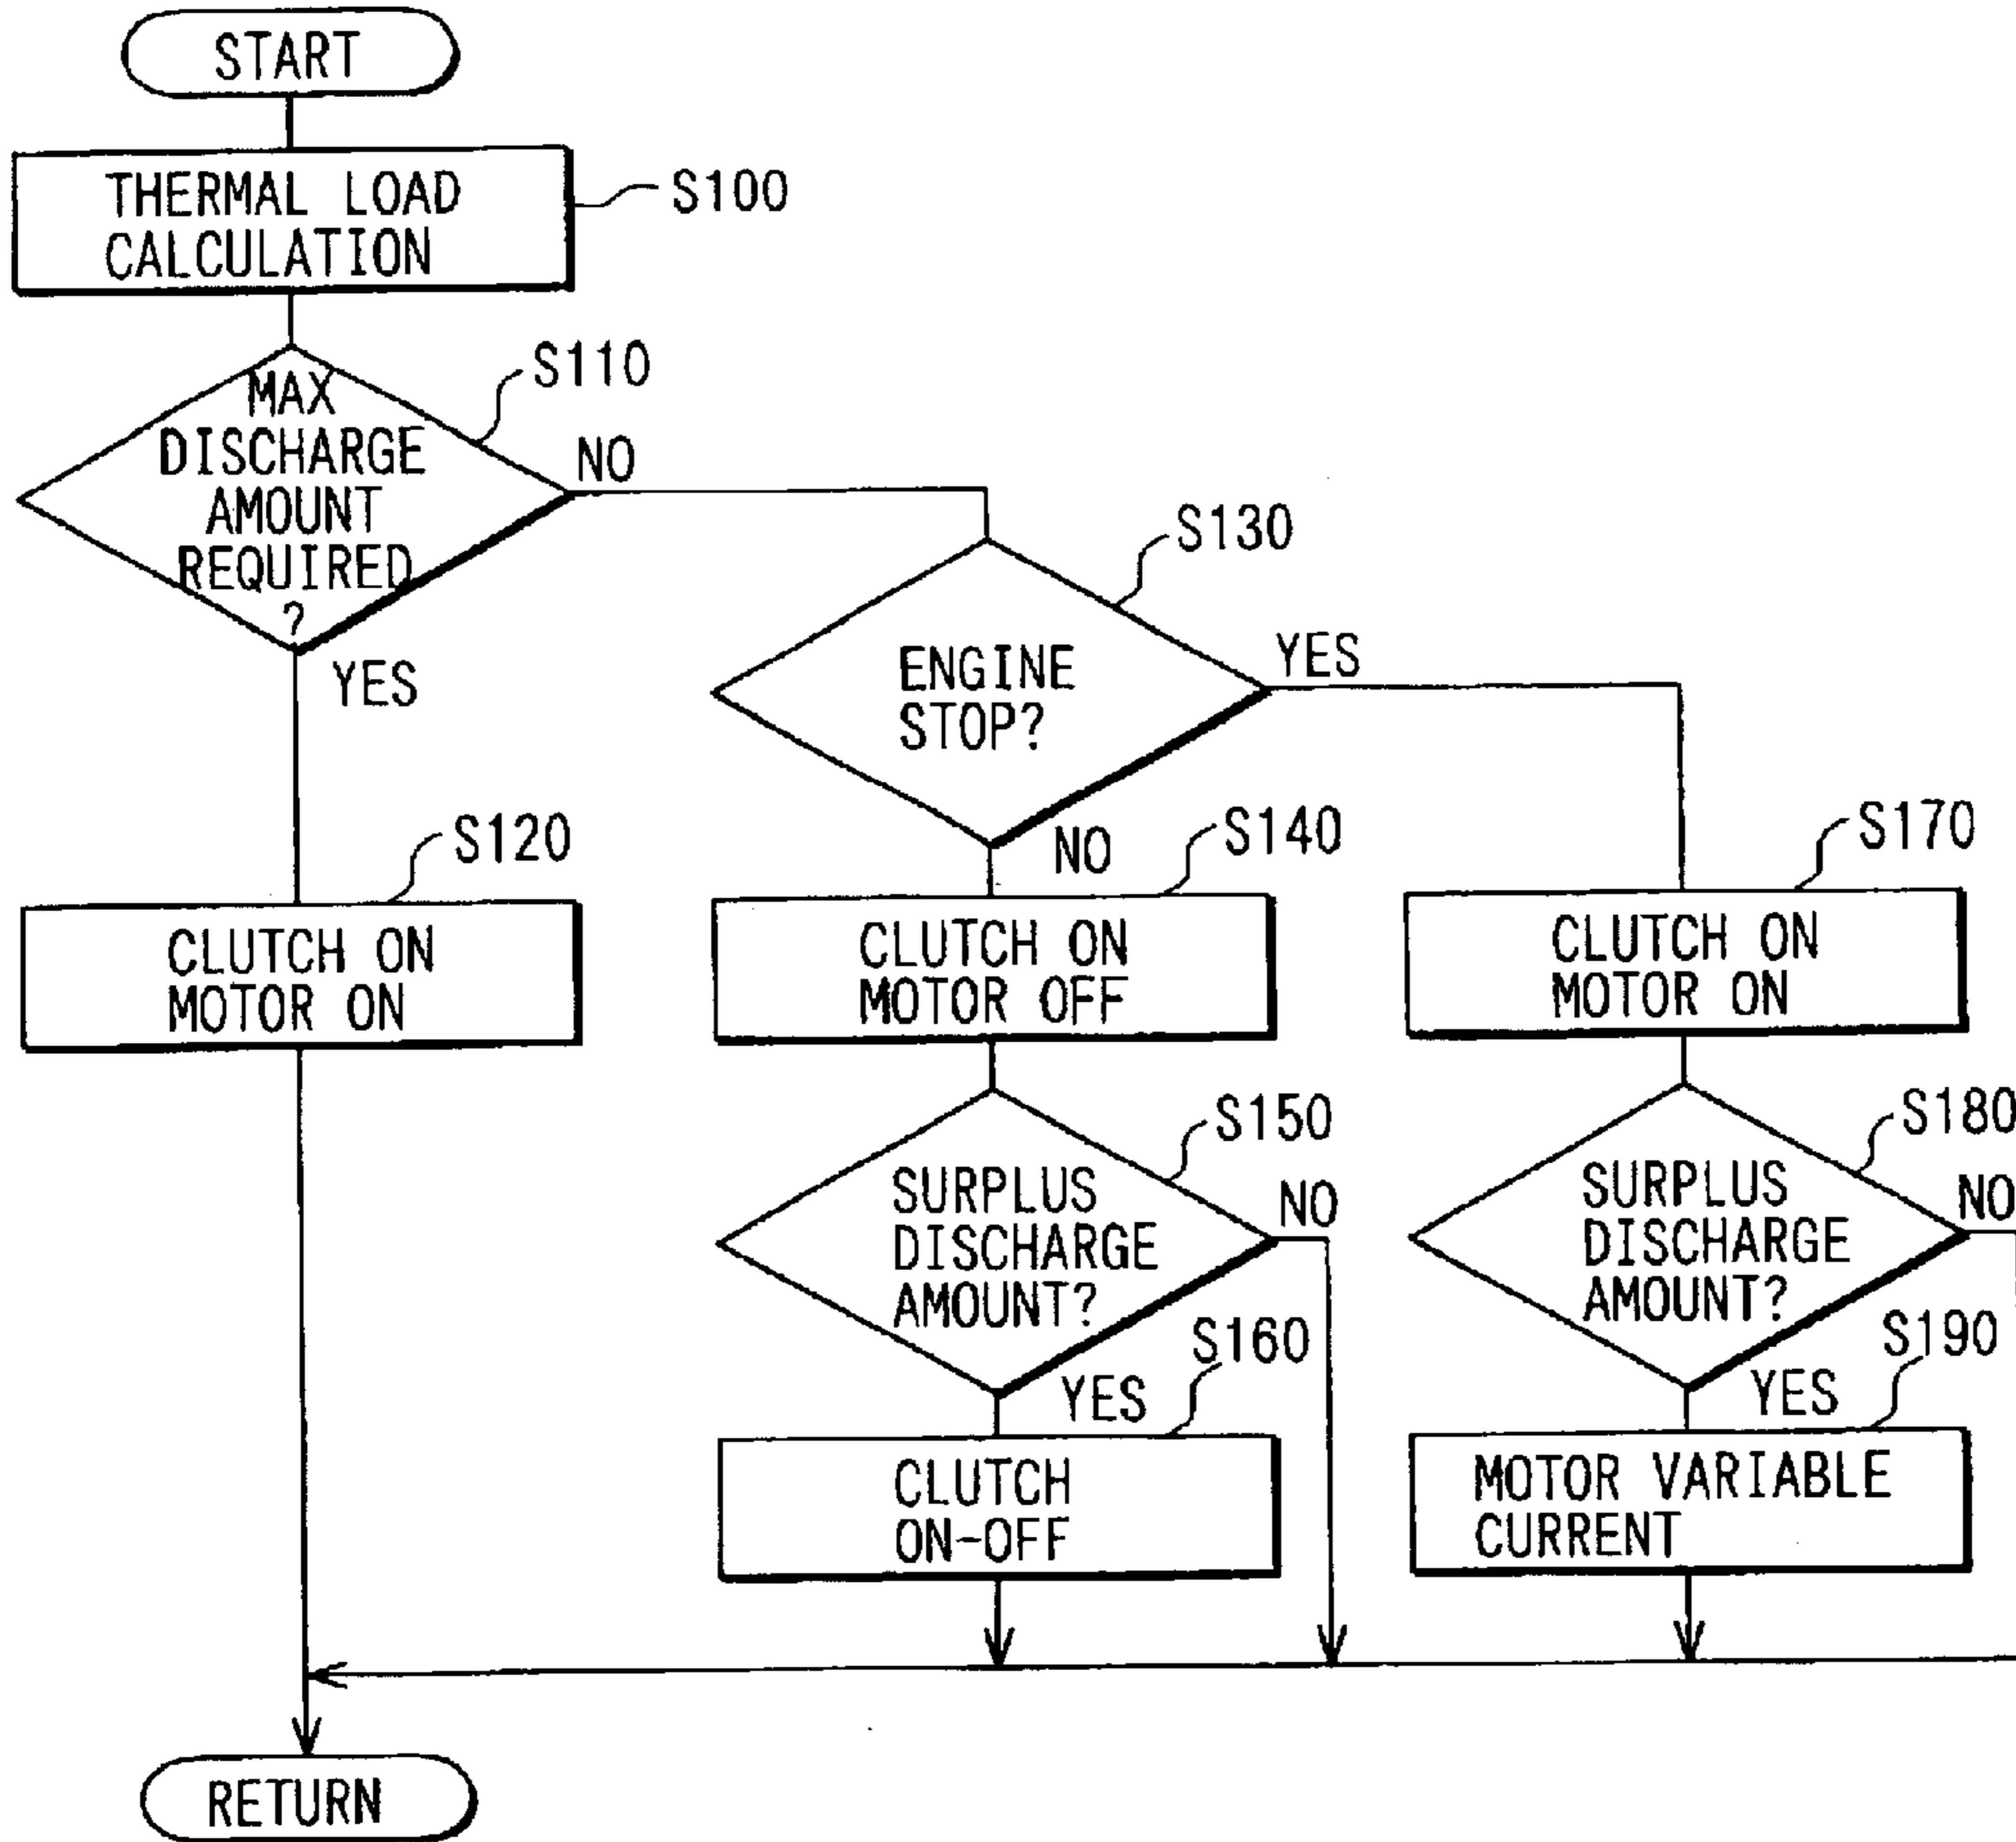 START
THERMAL LOAD
CALCULATION
S100
MAX
DISCHARGE
AMOUNT
REQUIRED
?
S110
NO
YES
S120
CLUTCH ON
MOTOR ON
S130
ENGINE
STOP?
YES
NO
S140
CLUTCH ON
MOTOR OFF
S150
SURPLUS
DISCHARGE
AMOUNT?
NO
YES
S160
CLUTCH
ON-OFF
S170
CLUTCH ON
MOTOR ON
S180
SURPLUS
DISCHARGE
AMOUNT?
NO
YES
S190
MOTOR VARIABLE
CURRENT
RETURN